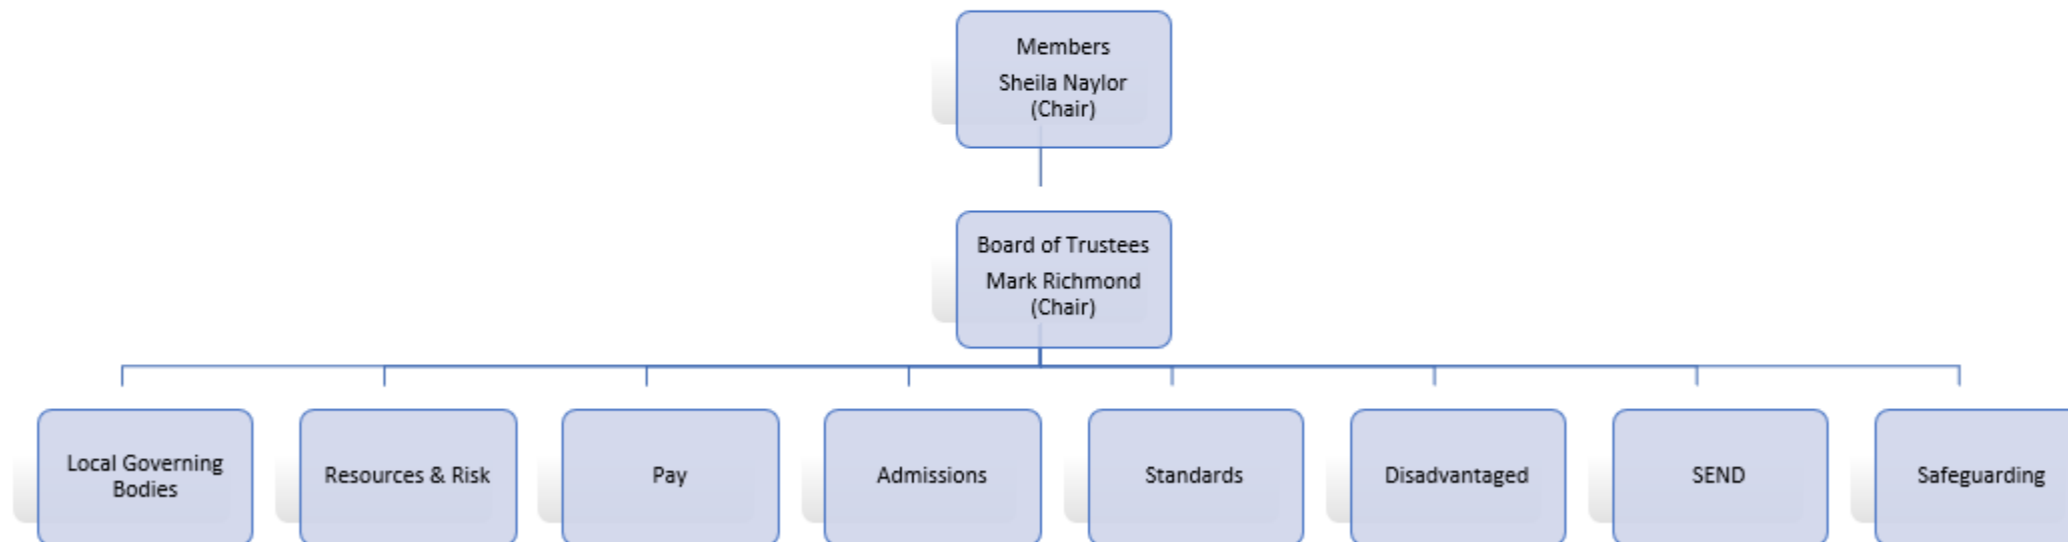 Members
Sheila Naylor
(Chair)
Board of Trustees
Mark Richmond
(Chair)
Local Governing
Bodies
Resources & Risk
Pay
Admissions
Standards
Disadvantaged
SEND
Safeguarding